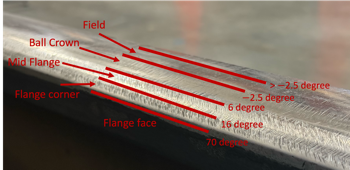 Field
Ball Crown
Mid Flange
Flange corner
Flange face
> −2.5 degree
−2.5 degree
6 degree
16 degree
70 degree